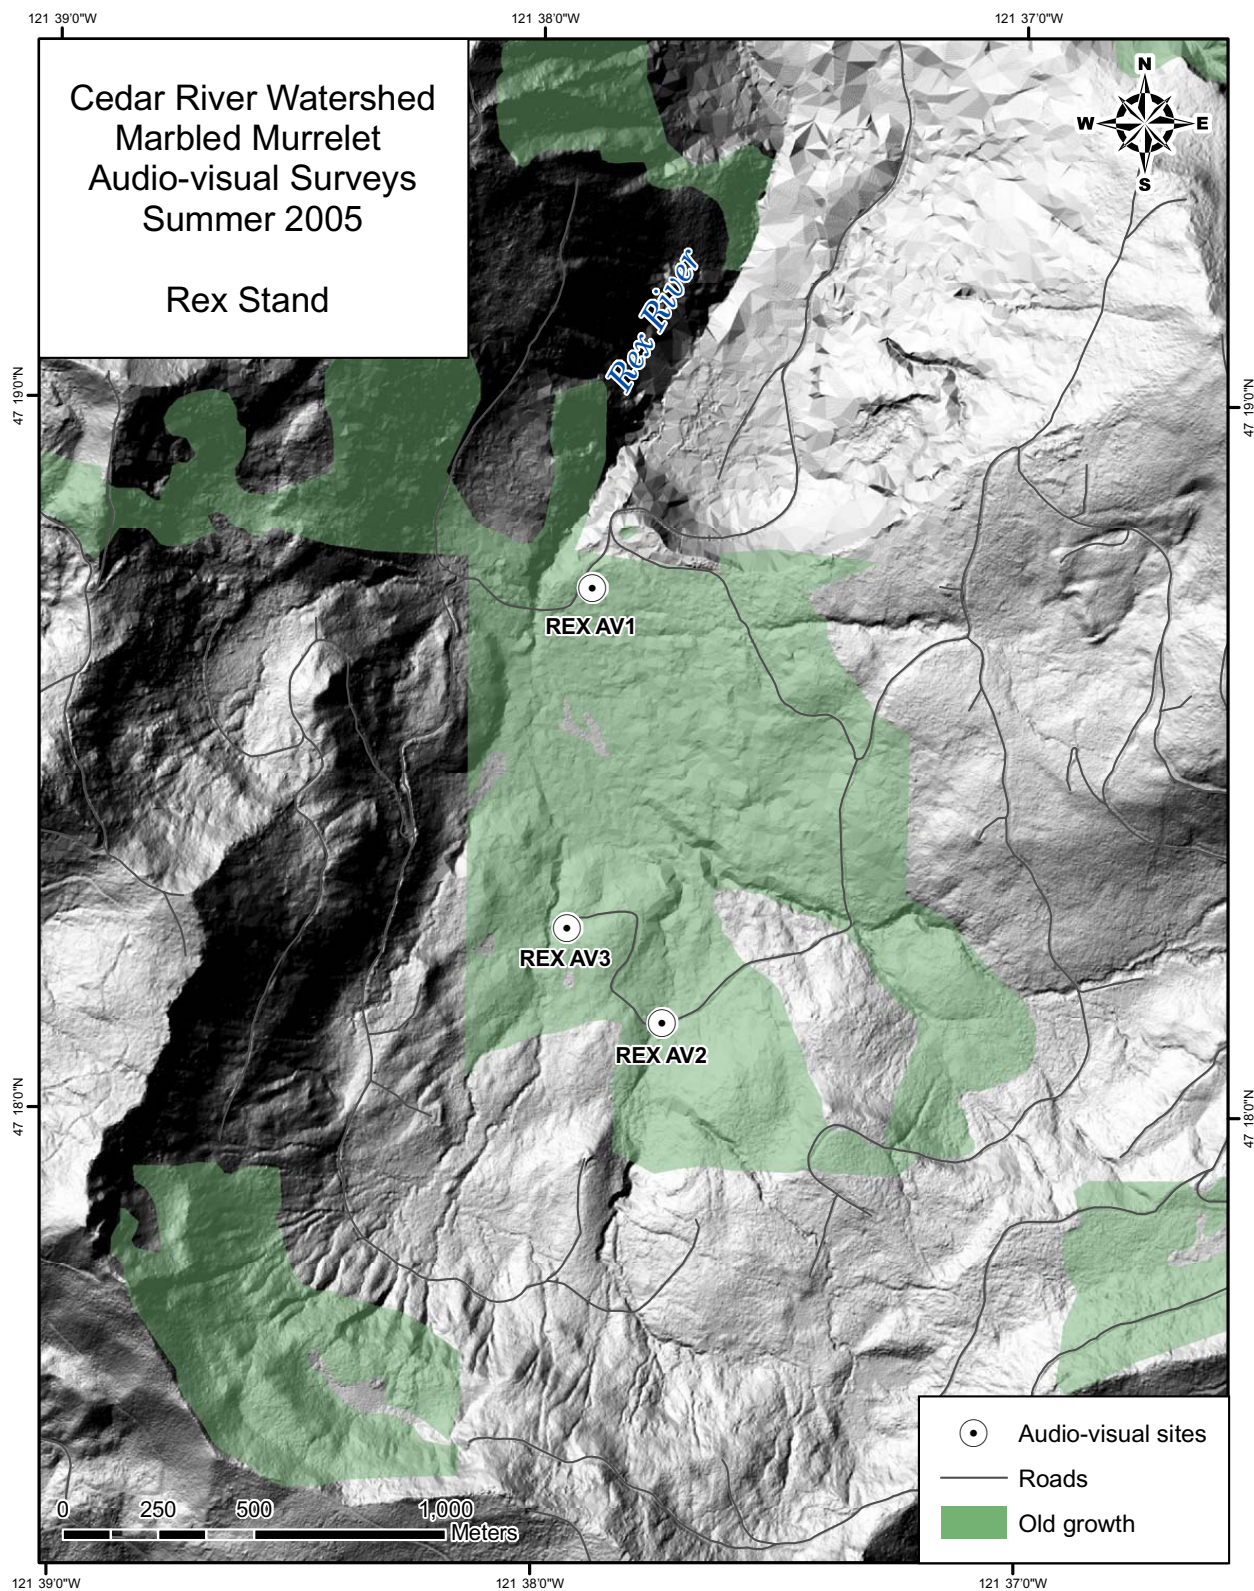 121 39'0"W
121 38'0"W
121 37'0"W
Cedar River Watershed
Marbled Murrelet
Audio-visual Surveys
Summer 2005
Rex Stand
N
W
E
S
Rex River
47 19'0"N
47 19'0"N
REX AV1
REX AV3
REX AV2
47 18'0"N
47 18'0"N
Audio-visual sites
Roads
Old growth
0 250 500 1,000
Meters
121 39'0"W
121 38'0"W
121 37'0"W